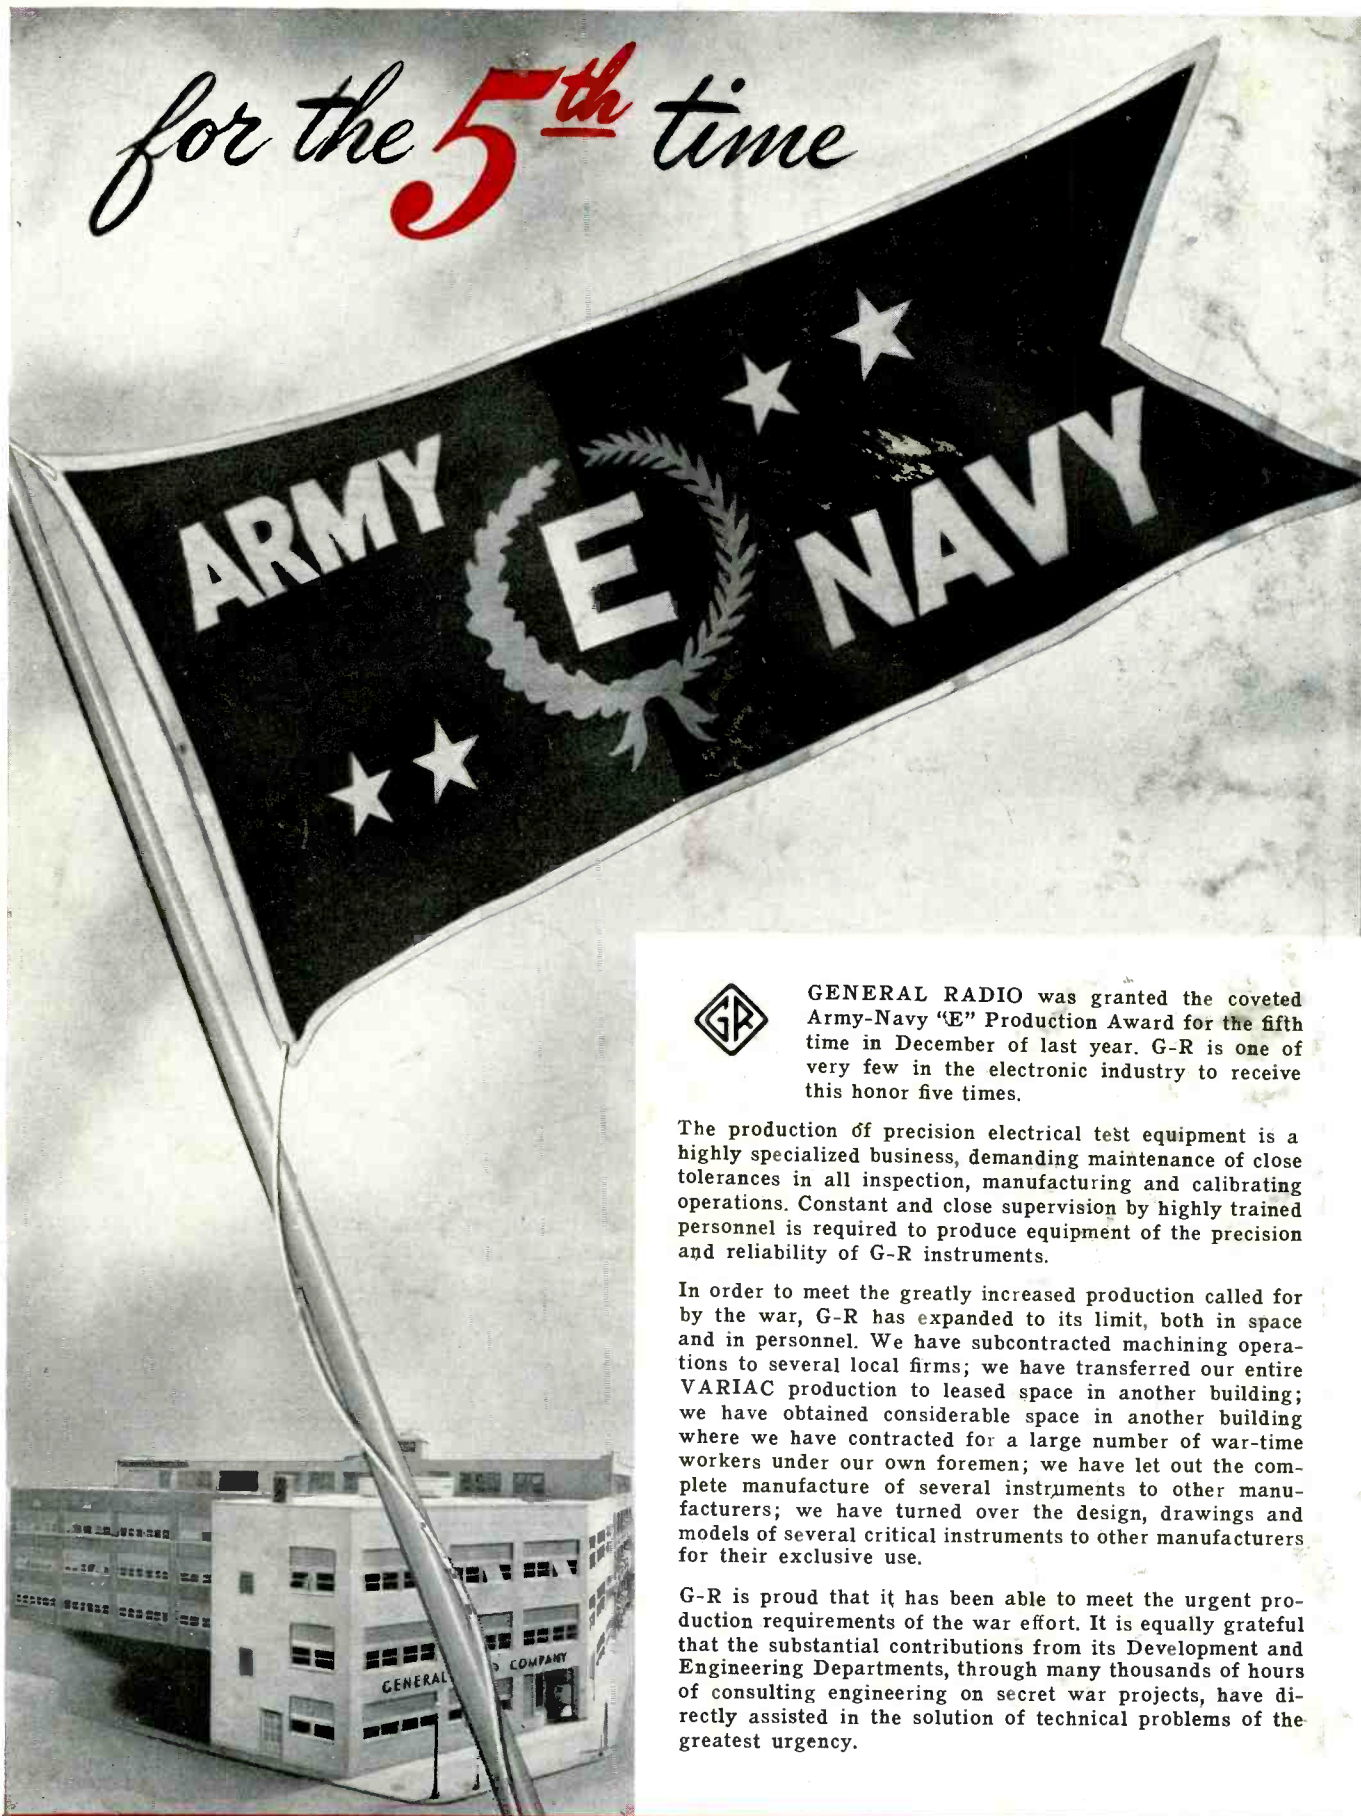 for the 5th time
ARMY E NAVY
GR
GENERAL RADIO was granted the coveted
Army-Navy "E" Production Award for the fifth
time in December of last year. G-R is one of
very few in the electronic industry to receive
this honor five times.
The production of precision electrical test equipment is a
highly specialized business, demanding maintenance of close
tolerances in all inspection, manufacturing and calibrating
operations. Constant and close supervision by highly trained
personnel is required to produce equipment of the precision
and reliability of G-R instruments.
In order to meet the greatly increased production called for
by the war, G-R has expanded to its limit, both in space
and in personnel. We have subcontracted machining opera-
tions to several local firms; we have transferred our entire
VARIAC production to leased space in another building;
we have obtained considerable space in another building
where we have contracted for a large number of war-time
workers under our own foremen; we have let out the com-
plete manufacture of several instruments to other manu-
facturers; we have turned over the design, drawings and
models of several critical instruments to other manufacturers
for their exclusive use.
G-R is proud that it has been able to meet the urgent pro-
duction requirements of the war effort. It is equally grateful
that the substantial contributions from its Development and
Engineering Departments, through many thousands of hours
of consulting engineering on secret war projects, have di-
rectly assisted in the solution of technical problems of the
greatest urgency.
GENERAL COMPANY